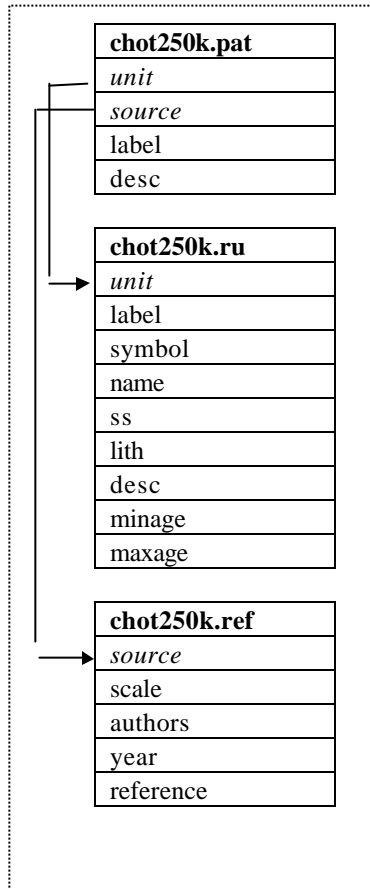 chot250k.pat
unit
source
label
desc
chot250k.ru
unit
label
symbol
name
ss
lith
desc
minage
maxage
chot250k.ref
source
scale
authors
year
reference